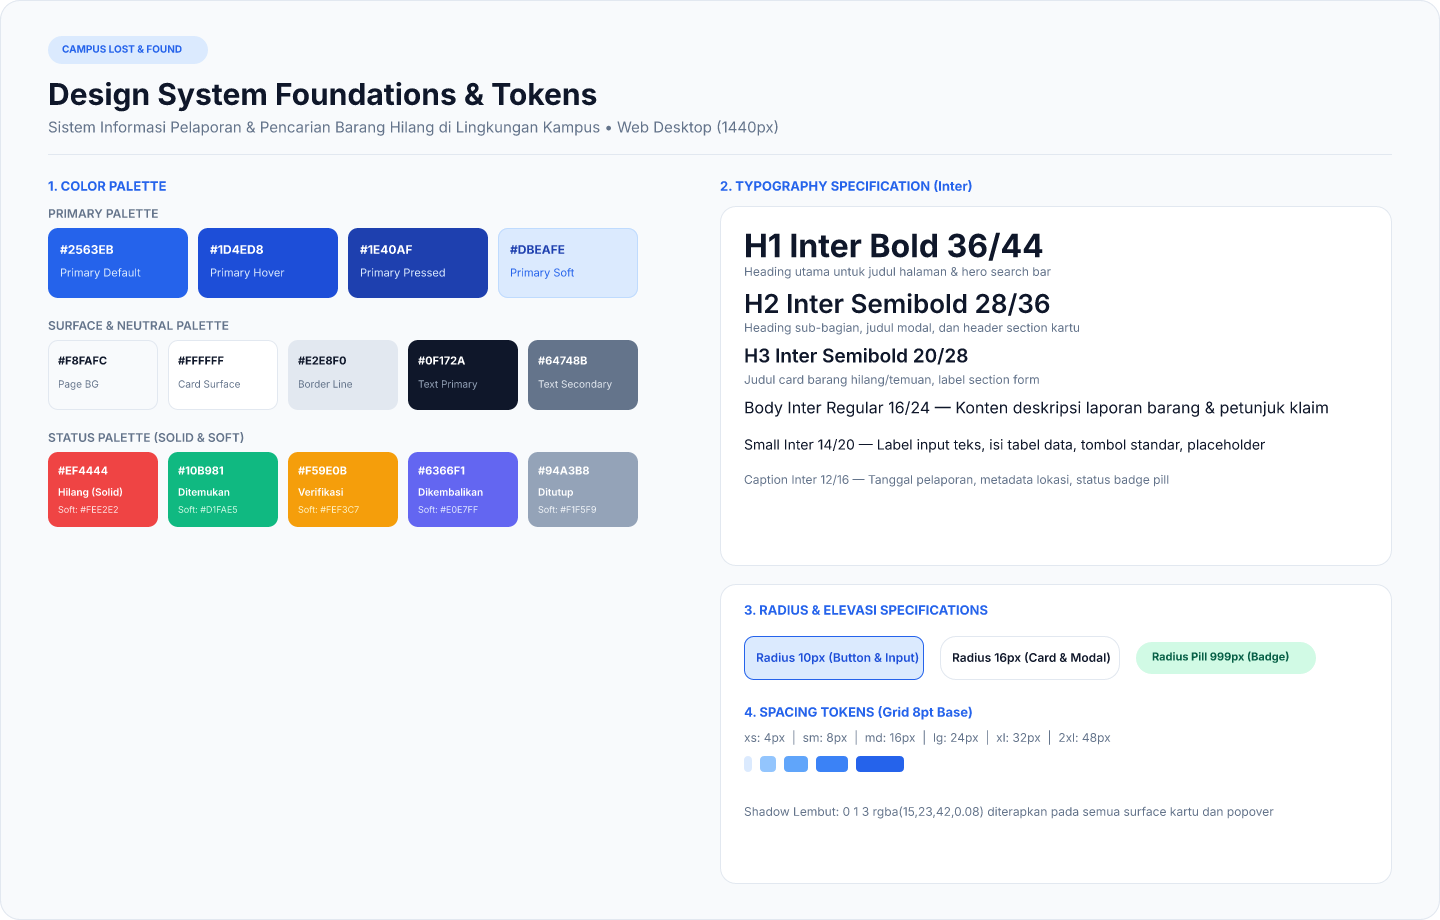 CAMPUS LOST & FOUND
Design System Foundations & Tokens
Sistem Informasi Pelaporan & Pencarian Barang Hilang di Lingkungan Kampus • Web Desktop (1440px)
1. COLOR PALETTE
PRIMARY PALETTE
#2563EB
Primary Default
#1D4ED8
Primary Hover
#1E40AF
Primary Pressed
#DBEAFE
Primary Soft
SURFACE & NEUTRAL PALETTE
#F8FAFC
Page BG
#FFFFFF
Card Surface
#E2E8F0
Border Line
#0F172A
Text Primary
#64748B
Text Secondary
STATUS PALETTE (SOLID & SOFT)
#EF4444
Hilang (Solid)
Soft: #FEE2E2
#10B981
Ditemukan
Soft: #D1FAE5
#F59E0B
Verifikasi
Soft: #FEF3C7
#6366F1
Dikembalikan
Soft: #E0E7FF
#94A3B8
Ditutup
Soft: #F1F5F9
2. TYPOGRAPHY SPECIFICATION (Inter)
H1 Inter Bold 36/44
Heading utama untuk judul halaman & hero search bar
H2 Inter Semibold 28/36
Heading sub-bagian, judul modal, dan header section kartu
H3 Inter Semibold 20/28
Judul card barang hilang/temuan, label section form
Body Inter Regular 16/24 — Konten deskripsi laporan barang & petunjuk klaim
Small Inter 14/20 — Label input teks, isi tabel data, tombol standar, placeholder
Caption Inter 12/16 — Tanggal pelaporan, metadata lokasi, status badge pill
3. RADIUS & ELEVASI SPECIFICATIONS
Radius 10px (Button & Input)
Radius 16px (Card & Modal)
Radius Pill 999px (Badge)
4. SPACING TOKENS (Grid 8pt Base)
xs: 4px │ sm: 8px │ md: 16px │ lg: 24px │ xl: 32px │ 2xl: 48px
Shadow Lembut: 0 1 3 rgba(15,23,42,0.08) diterapkan pada semua surface kartu dan popover